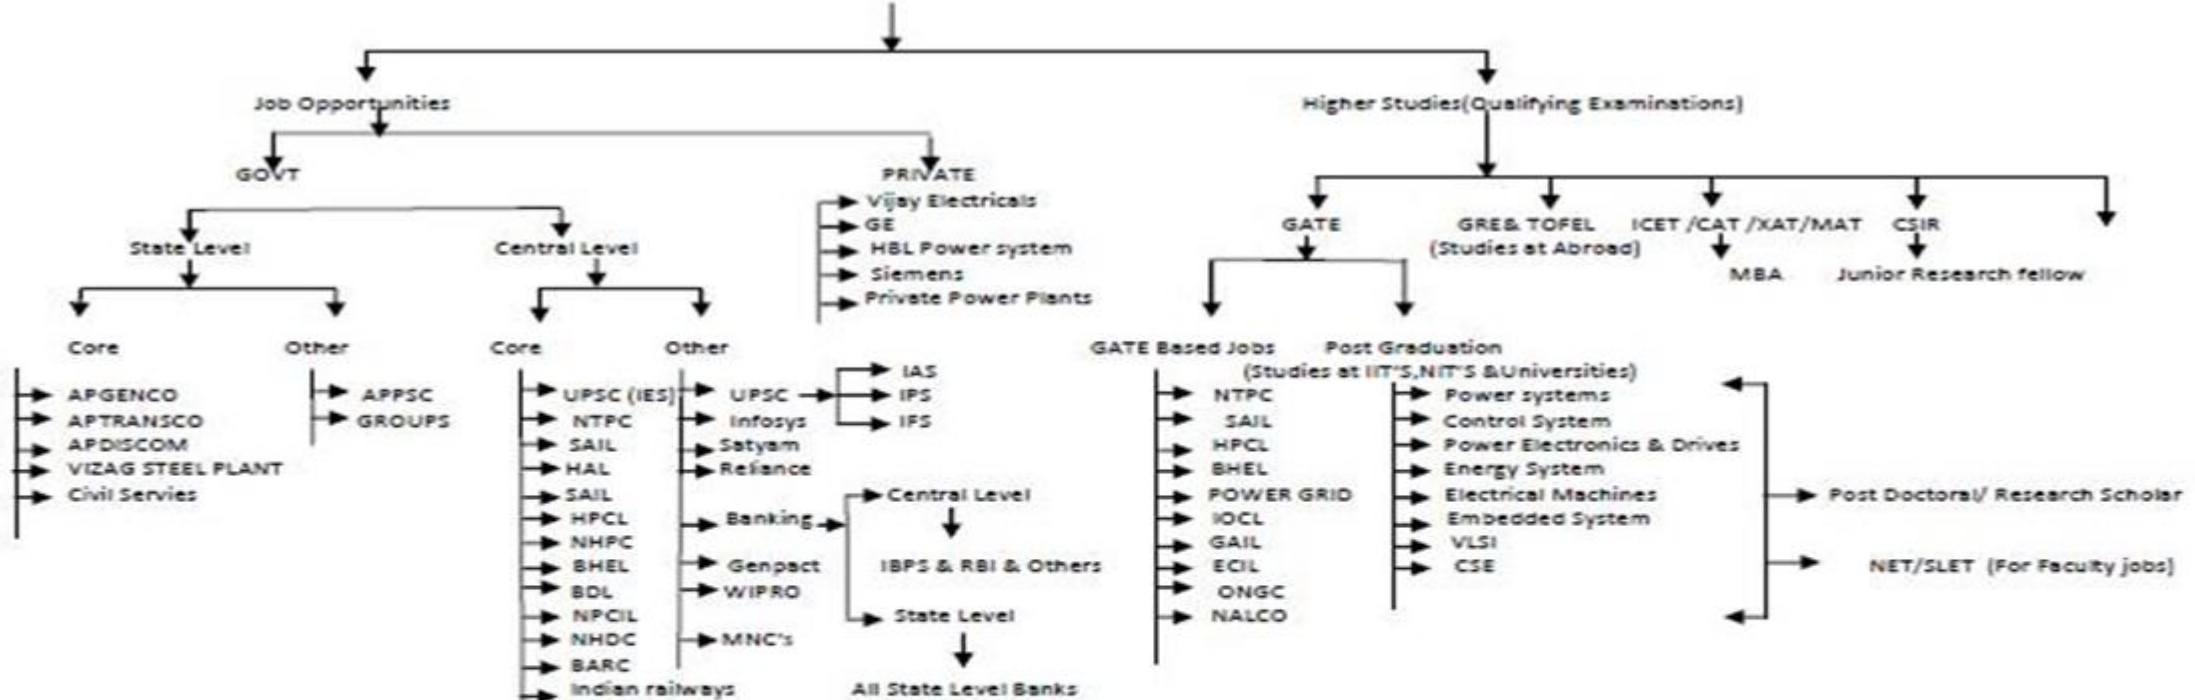 Job Opportunities
Higher Studies(Qualifying Examinations)
GOVT
PRIVATE
Vijay Electricals
GE
HBL Power system
Siemens
Private Power Plants
State Level
Central Level
Core
Other
Core
Other
APGENCO
APTRANSCO
APDISCOM
VIZAG STEEL PLANT
Civil Servies
APPSC
GROUPS
UPSC (IES)
NTPC
SAIL
HAL
SAIL
HPCL
NHPC
BHEL
BDL
NPCIL
NHDC
BARC
Indian railways
UPSC
Infosys
Satyam
Reliance
Banking
Genpact
WIPRO
MNC's
IAS
IPS
IFS
Central Level
IBPS & RBI & Others
State Level
All State Level Banks
GATE
GRE& TOFEL
(Studies at Abroad)
ICET /CAT /XAT/MAT
MBA
CSIR
Junior Research fellow
GATE Based Jobs
NTPC
SAIL
HPCL
BHEL
POWER GRID
IOCL
GAIL
ECIL
ONGC
NALCO
Post Graduation
(Studies at IIT'S,NIT'S &Universities)
Power systems
Control System
Power Electronics & Drives
Energy System
Electrical Machines
Embedded System
VLSI
CSE
Post Doctoral/ Research Scholar
NET/SLET (For Faculty jobs)